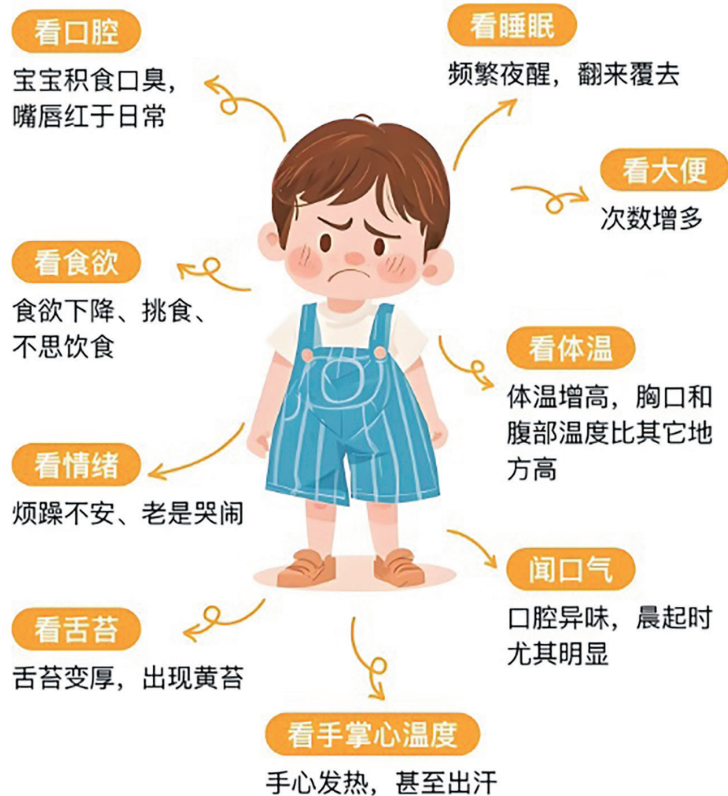 看口腔
宝宝积食口臭，
嘴唇红于日常
看睡眠
频繁夜醒，翻来覆去
看大便
次数增多
看食欲
食欲下降、挑食、
不思饮食
看体温
体温增高，胸口和
腹部温度比其它地
方高
看情绪
烦躁不安、老是哭闹
闻口气
口腔异味，晨起时
尤其明显
看舌苔
舌苔变厚，出现黄苔
看手掌心温度
手心发热，甚至出汗